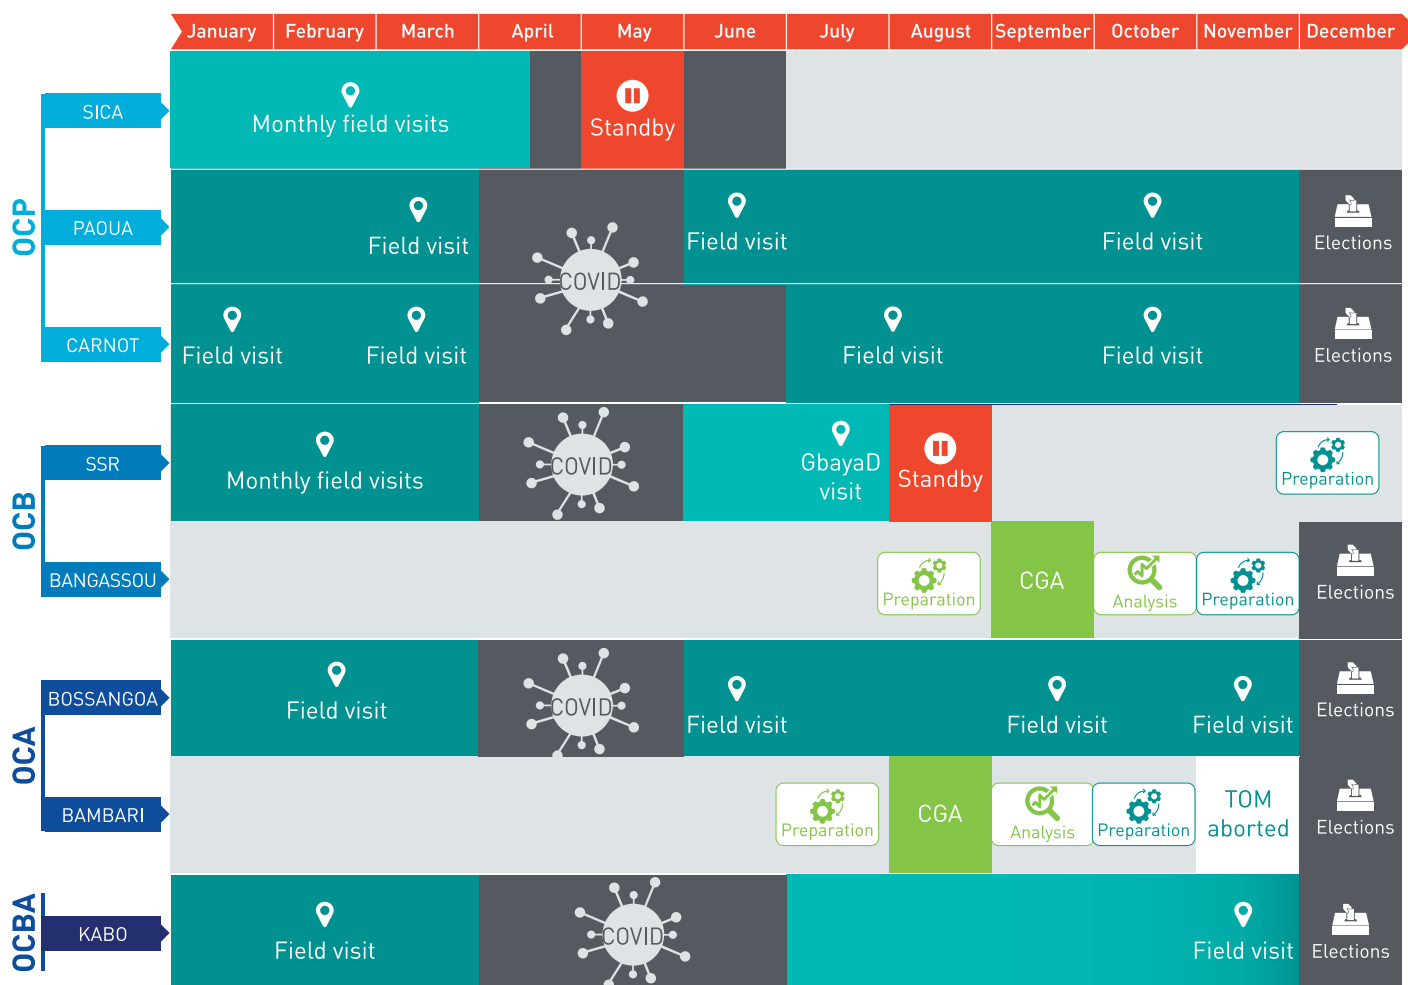 January February March April May June July August September October November December
OCP
SICA
Monthly field visits
Standby
PAOUA
Field visit
Field visit
Field visit
Elections
COVID
CARNOT
Field visit
Field visit
Field visit
Field visit
Elections
OCB
SSR
Monthly field visits
COVID
GbayaD
visit
Standby
Preparation
BANGASSOU
Preparation
CGA
Analysis
Preparation
Elections
OCA
BOSSANGOA
Field visit
COVID
Field visit
Field visit
Field visit
Elections
BAMBARI
Preparation
CGA
Analysis
Preparation
TOM
aborted
Elections
OCBA
KABO
Field visit
COVID
Field visit
Elections